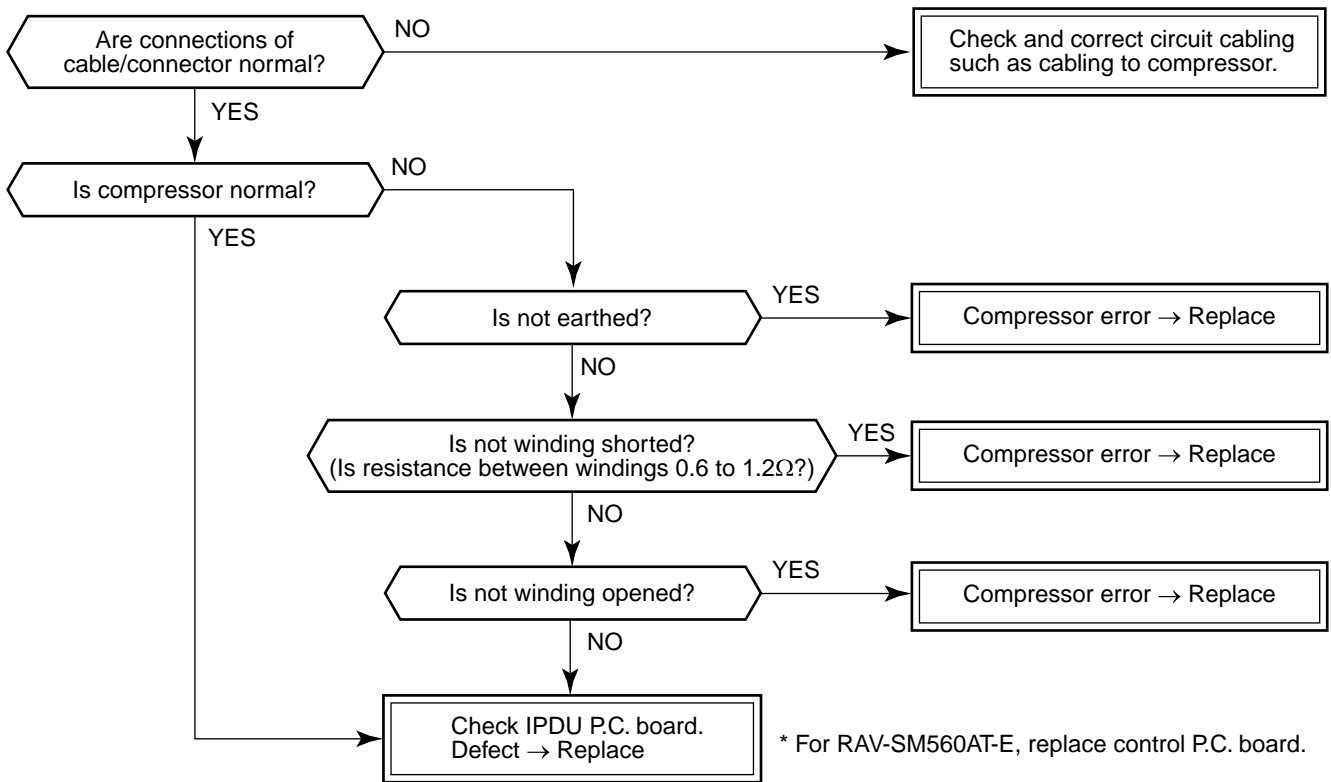 Are connections of
cable/connector normal?
NO
Check and correct circuit cabling
such as cabling to compressor.
YES
Is compressor normal?
NO
YES
Is not earthed?
YES
Compressor error → Replace
NO
Is not winding shorted?
(Is resistance between windings 0.6 to 1.2Ω?)
YES
Compressor error → Replace
NO
Is not winding opened?
YES
Compressor error → Replace
NO
Check IPDU P.C. board.
Defect → Replace
* For RAV-SM560AT-E, replace control P.C. board.